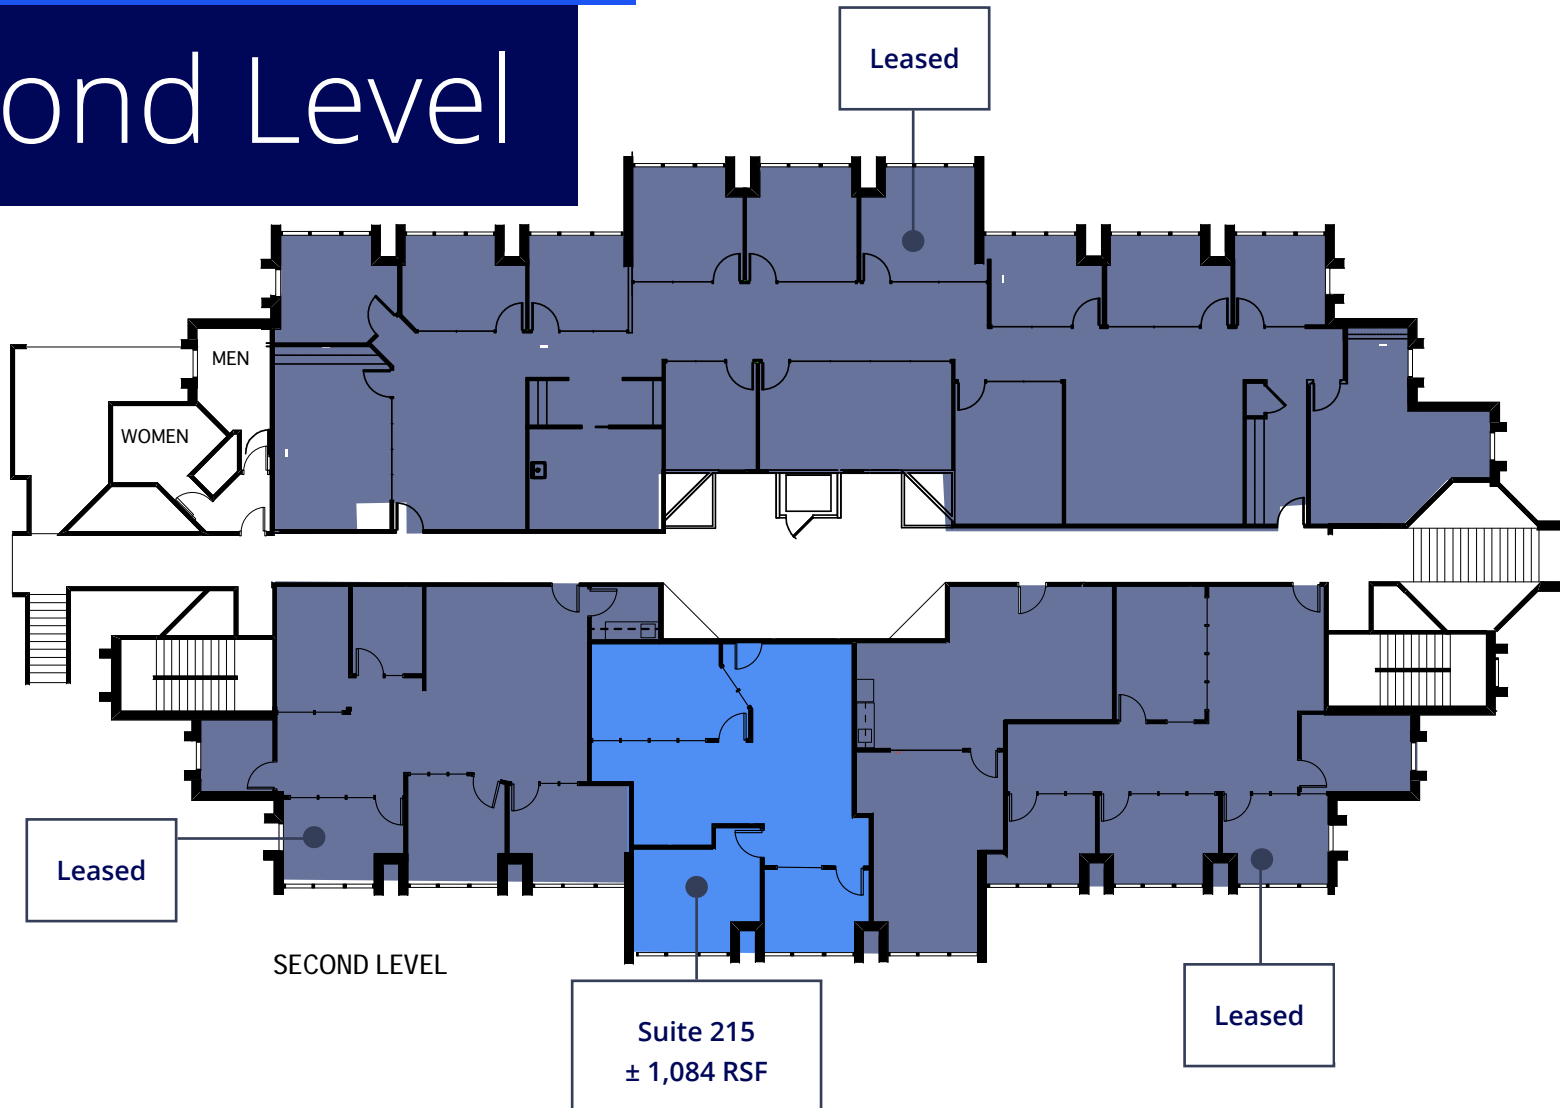 ond Level
Leased
MEN
WOMEN
Leased
SECOND LEVEL
Suite 215
± 1,084 RSF
Leased